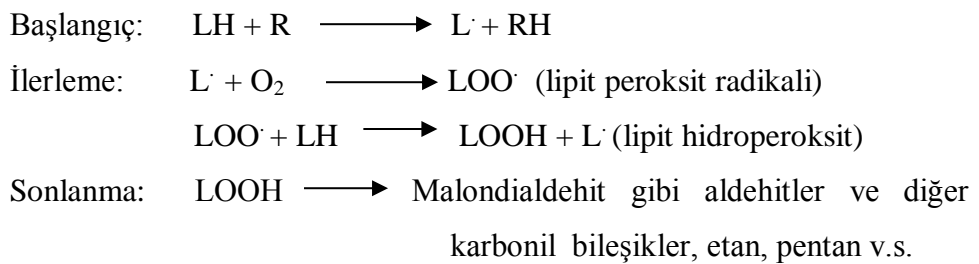 Başlangıç: LH + R ⟶ L· + RH
İlerleme: L· + O₂ ⟶ LOO· (lipit peroksit radikali)
LOO· + LH ⟶ LOOH + L· (lipit hidroperoksit)
Sonlanma: LOOH ⟶ Malondialdehit gibi aldehitler ve diğer
karbonil bileşikler, etan, pentan v.s.